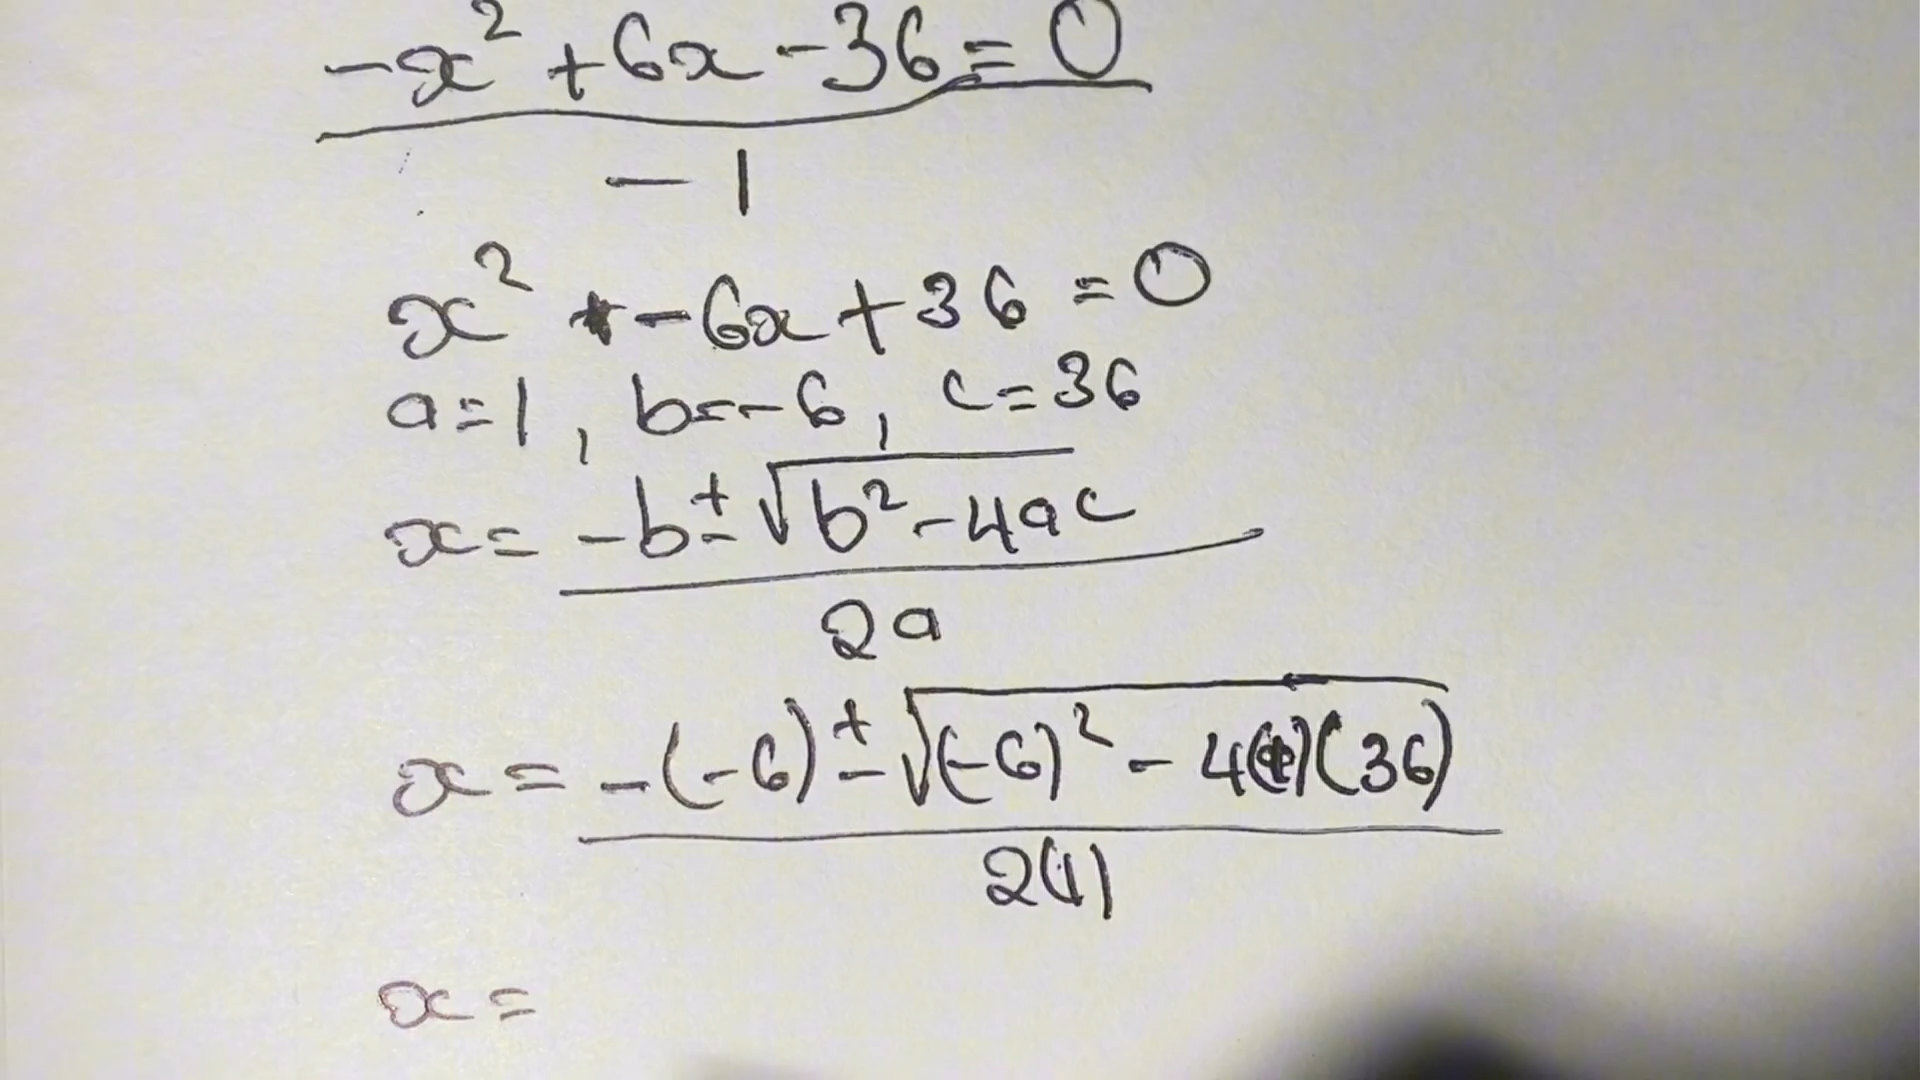 -x² + 6x - 36 = 0
-1
x² - 6x + 36 = 0
a = 1, b = -6, c = 36
x = -b ± √b² - 4ac
2a
x = -(-6) ± √(-6)² - 4(1)(36)
2(1)
x =